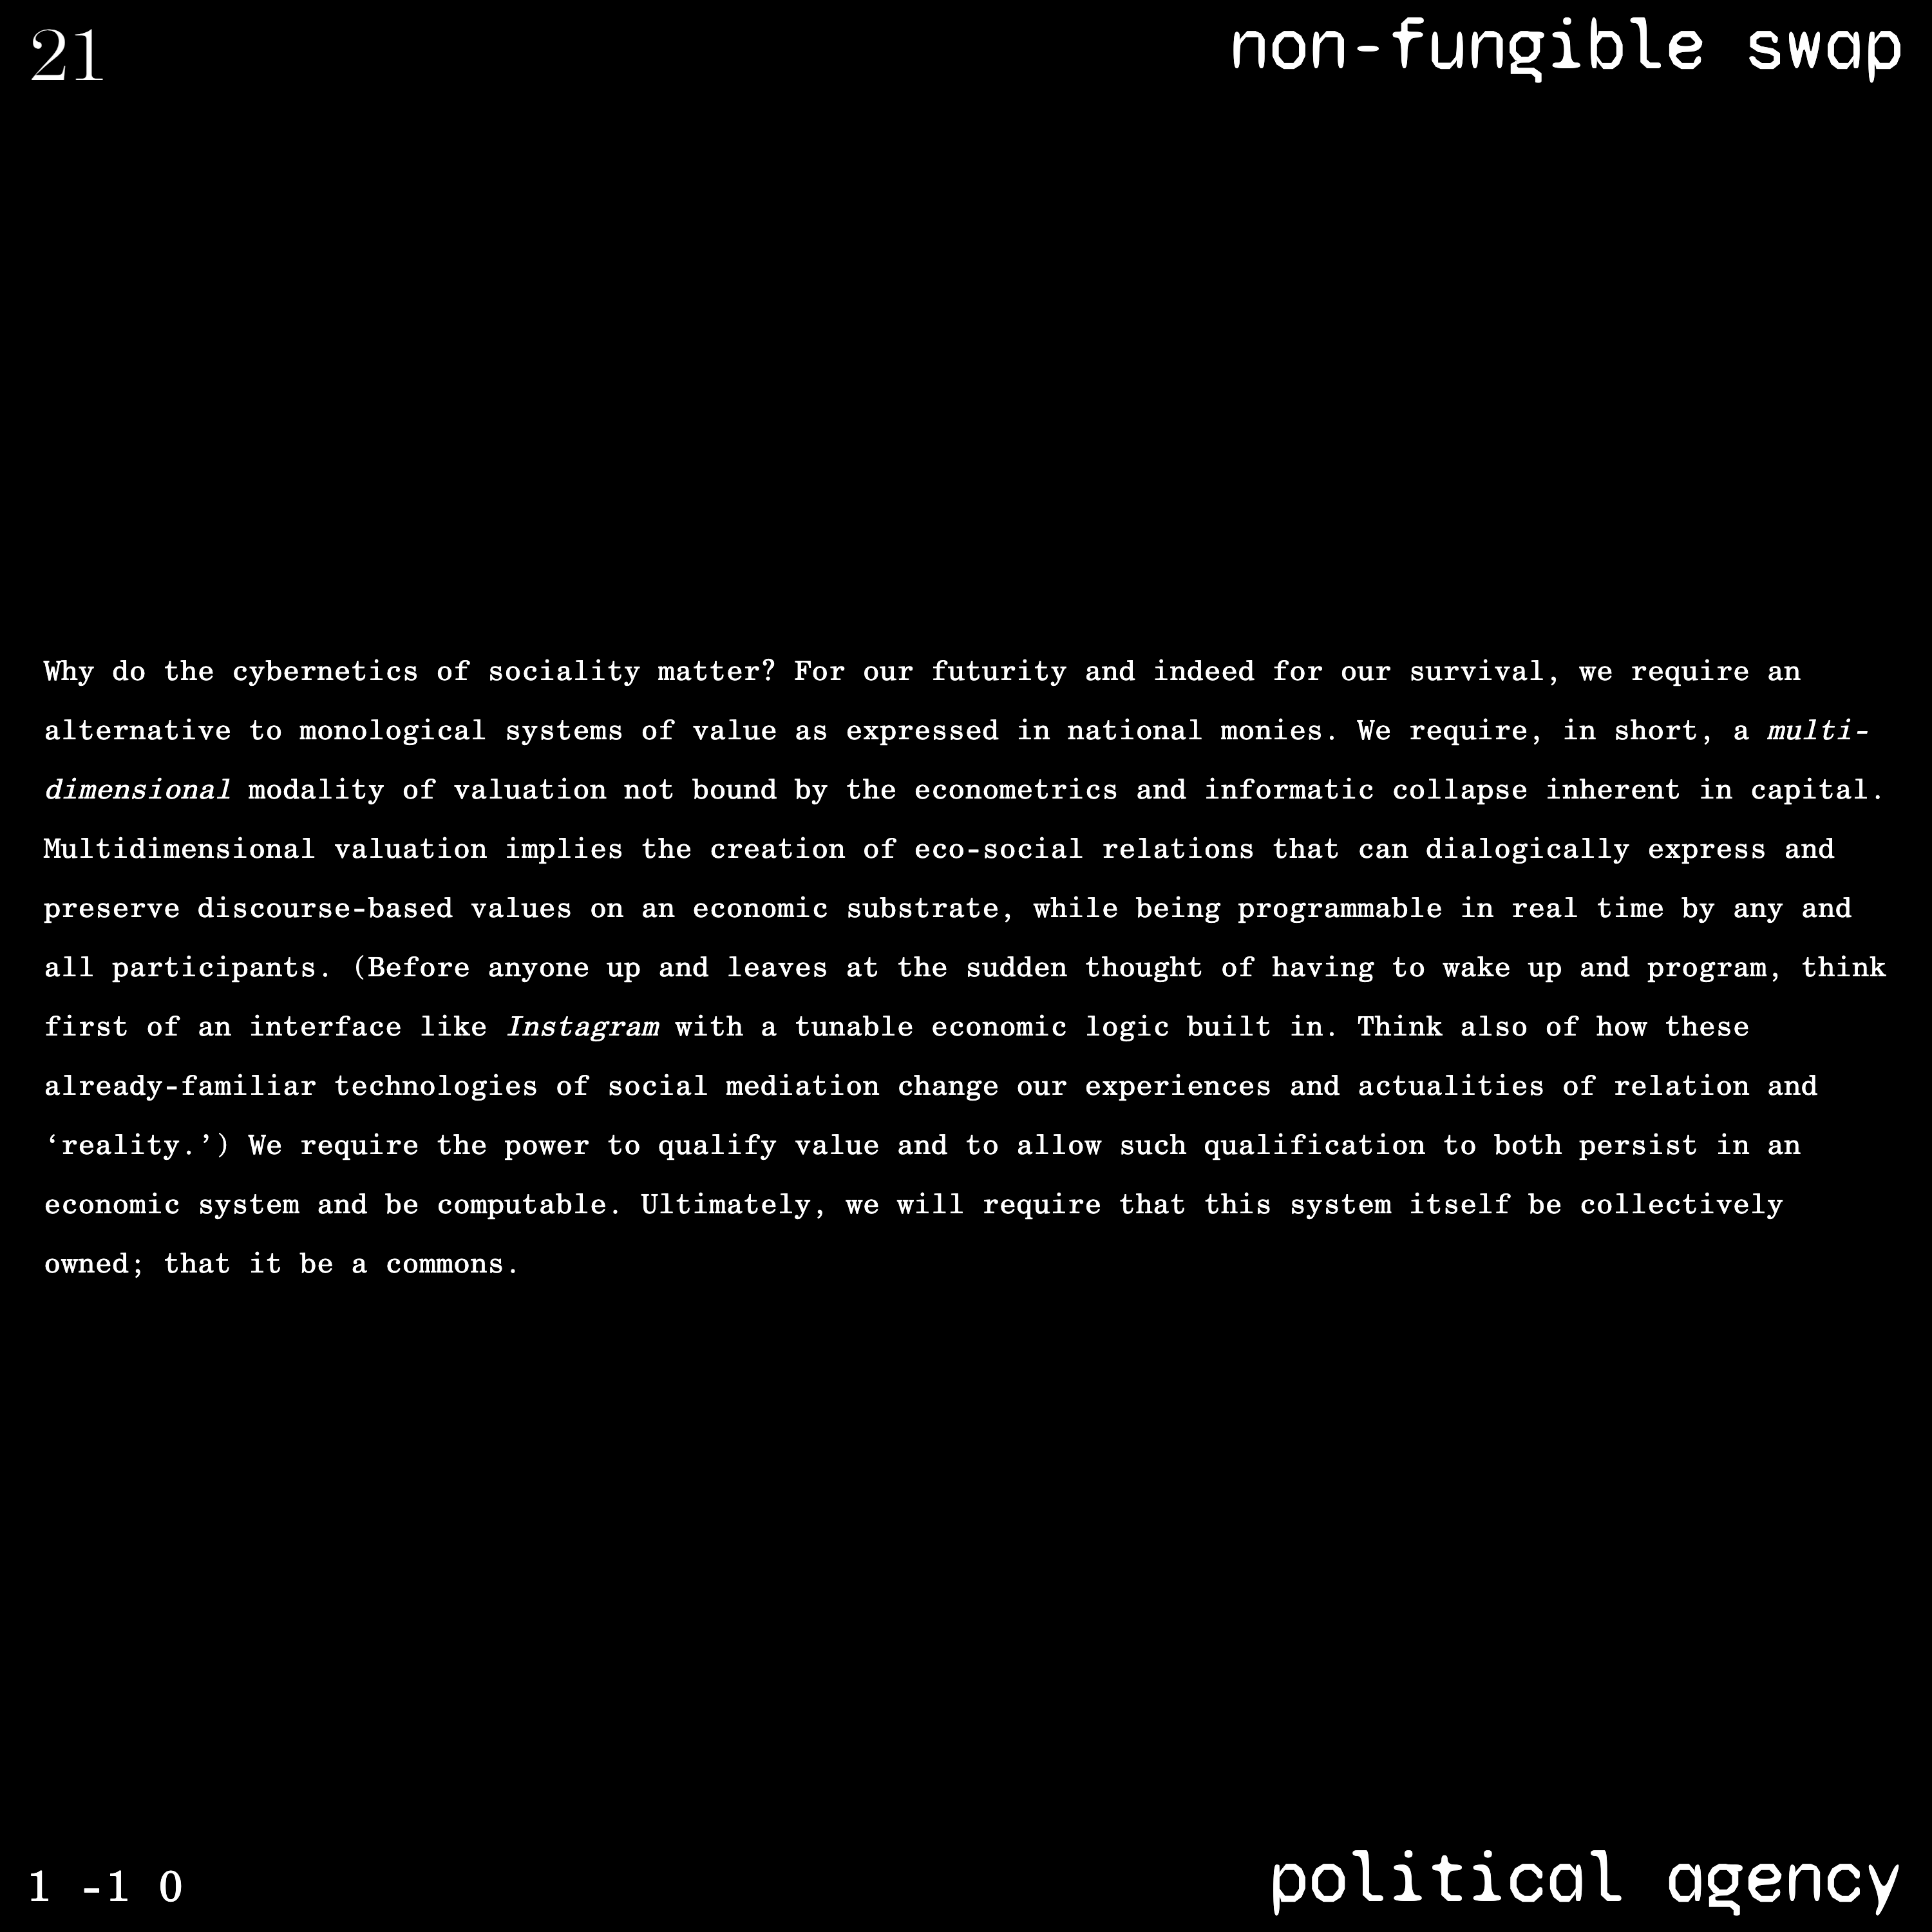 21
non-fungible swap
Why do the cybernetics of sociality matter? For our futurity and indeed for our survival, we require an
alternative to monological systems of value as expressed in national monies. We require, in short, a multi-
dimensional modality of valuation not bound by the econometrics and informatic collapse inherent in capital.
Multidimensional valuation implies the creation of eco-social relations that can dialogically express and
preserve discourse-based values on an economic substrate, while being programmable in real time by any and
all participants. (Before anyone up and leaves at the sudden thought of having to wake up and program, think
first of an interface like Instagram with a tunable economic logic built in. Think also of how these
already-familiar technologies of social mediation change our experiences and actualities of relation and
‘reality.’) We require the power to qualify value and to allow such qualification to both persist in an
economic system and be computable. Ultimately, we will require that this system itself be collectively
owned; that it be a commons.
1 -1 0
political agency